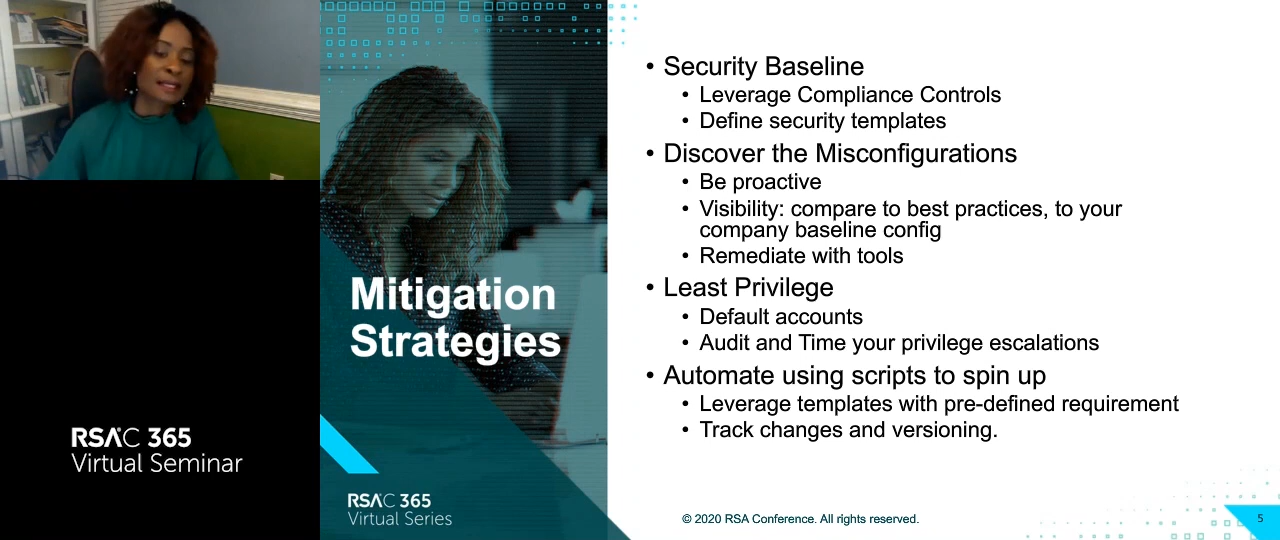 RSAC 365
Virtual Seminar
Mitigation
Strategies
RSAC 365
Virtual Series
• Security Baseline
• Leverage Compliance Controls
• Define security templates
• Discover the Misconfigurations
• Be proactive
• Visibility: compare to best practices, to your
company baseline config
• Remediate with tools
• Least Privilege
• Default accounts
• Audit and Time your privilege escalations
• Automate using scripts to spin up
• Leverage templates with pre-defined requirement
• Track changes and versioning.
© 2020 RSA Conference. All rights reserved.
5